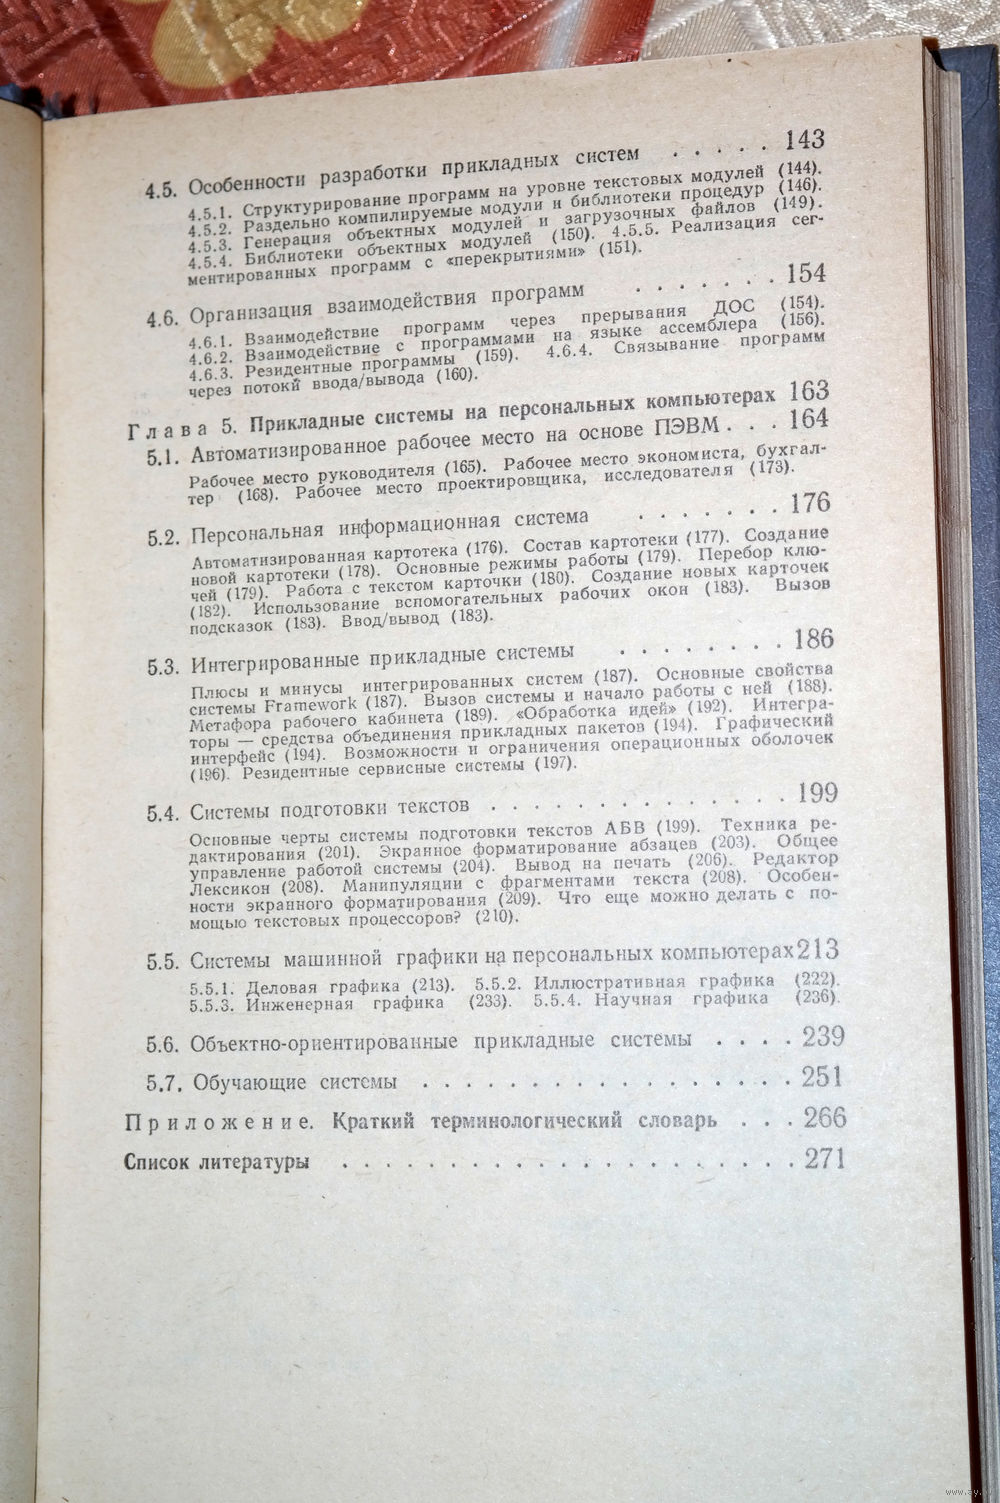 4.5. Особенности разработки прикладных систем . . . . . 143
4.5.1. Структурирование программ на уровне текстовых модулей (144).
4.5.2. Раздельно компилируемые модули и библиотеки процедур (146).
4.5.3. Генерация объектных модулей и загрузочных файлов (149).
4.5.4. Библиотеки объектных модулей (150). 4.5.5. Реализация сег-
ментированных программ с «перекрытиями» (151).
4.6. Организация взаимодействия программ . . . . . . . 154
4.6.1. Взаимодействие программ через прерывания ДОС (154).
4.6.2. Взаимодействие с программами на языке ассемблера (156).
4.6.3. Резидентные программы (159). 4.6.4. Связывание программ
через потоки ввода/вывода (160).
Глава 5. Прикладные системы на персональных компьютерах 163
5.1. Автоматизированное рабочее место на основе ПЭВМ . . . 164
Рабочее место руководителя (165). Рабочее место экономиста, бухгал-
тер (168). Рабочее место проектировщика, исследователя (173).
5.2. Персональная информационная система . . . . . . . 176
Автоматизированная картотека (176). Состав картотеки (177). Создание
новой картотеки (178). Основные режимы работы (179). Перебор клю-
чей (179). Работа с текстом карточки (180). Создание новых карточек
(182). Использование вспомогательных рабочих окон (183). Вызов
подсказок (183). Ввод/вывод (183).
5.3. Интегрированные прикладные системы . . . . . . . . 186
Плюсы и минусы интегрированных систем (187). Основные свойства
системы Framework (187). Вызов системы и начало работы с ней (188).
Метафора рабочего кабинета (189). «Обработка идей» (192). Интегра-
торы — средства объединения прикладных пакетов (194). Графический
интерфейс (194). Возможности и ограничения операционных оболочек
(196). Резидентные сервисные системы (197).
5.4. Системы подготовки текстов . . . . . . . . . . . . . . 199
Основные черты системы подготовки текстов АБВ (199). Техника ре-
дактирования (201). Экранное форматирование абзацев (203). Общее
управление работой системы (204). Вывод на печать (206). Редактор
Лексикон (208). Манипуляции с фрагментами текста (208). Особен-
ности экранного форматирования (209). Что еще можно делать с по-
мощью текстовых процессоров? (210).
5.5. Системы машинной графики на персональных компьютерах 213
5.5.1. Деловая графика (213). 5.5.2. Иллюстративная графика (222).
5.5.3. Инженерная графика (233). 5.5.4. Научная графика (236).
5.6. Объектно-ориентированные прикладные системы . . . . 239
5.7. Обучающие системы . . . . . . . . . . . . . . . . . 251
Приложение. Краткий терминологический словарь . . . 266
Список литературы . . . . . . . . . . . . . . . . . . . . . 271